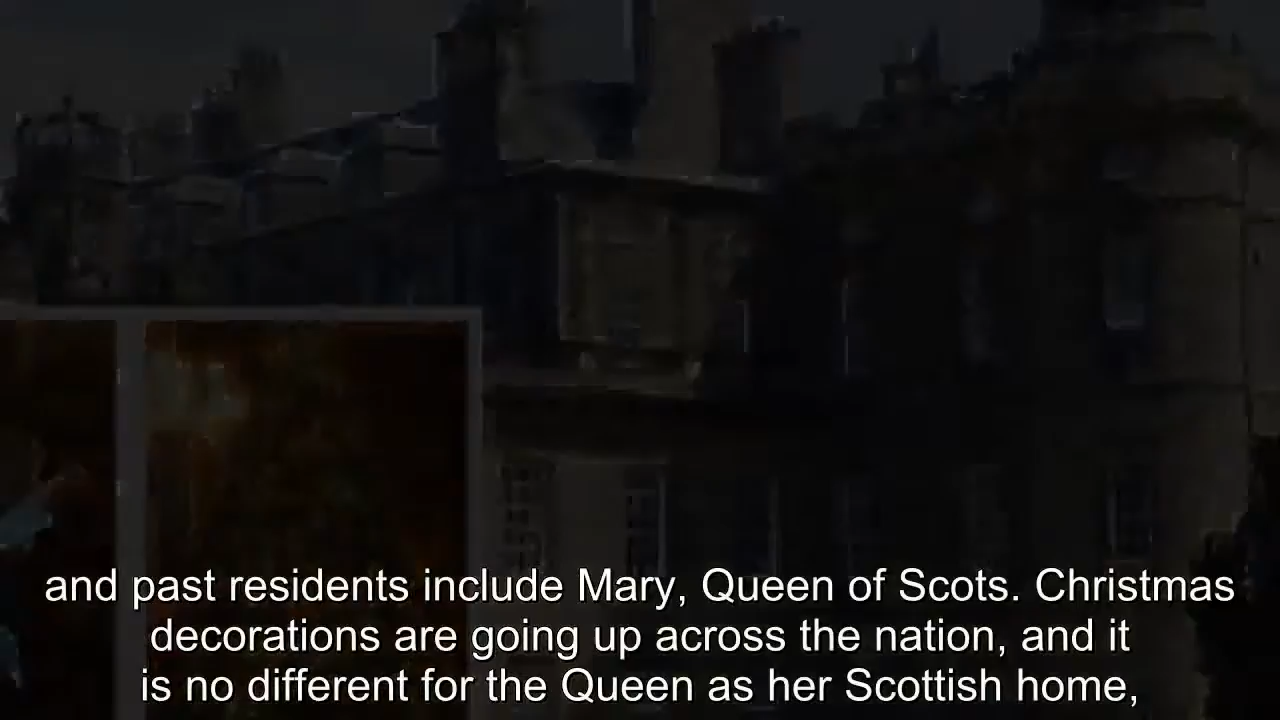 and past residents include Mary, Queen of Scots. Christmas
decorations are going up across the nation, and it
is no different for the Queen as her Scottish home,